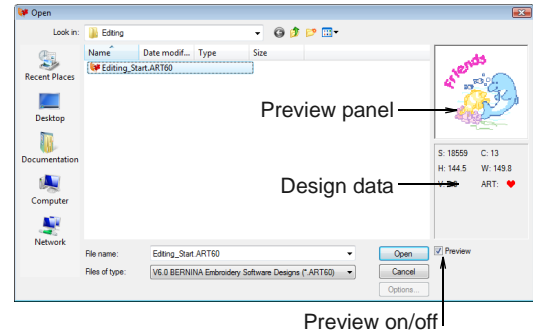 Open
Look in: Editing
Name Date modif... Type Size
Editing_Start.ART60
Recent Places
Desktop
Documentation
Computer
Network
Friends
Preview panel
S: 18559 C: 13
H: 144.5 W: 149.8
ART:
Design data
File name: Editing_Start.ART60 Open Preview
Files of type: V6.0 BERNINA Embroidery Software Designs (*.ART60) Cancel
Options...
Preview on/off